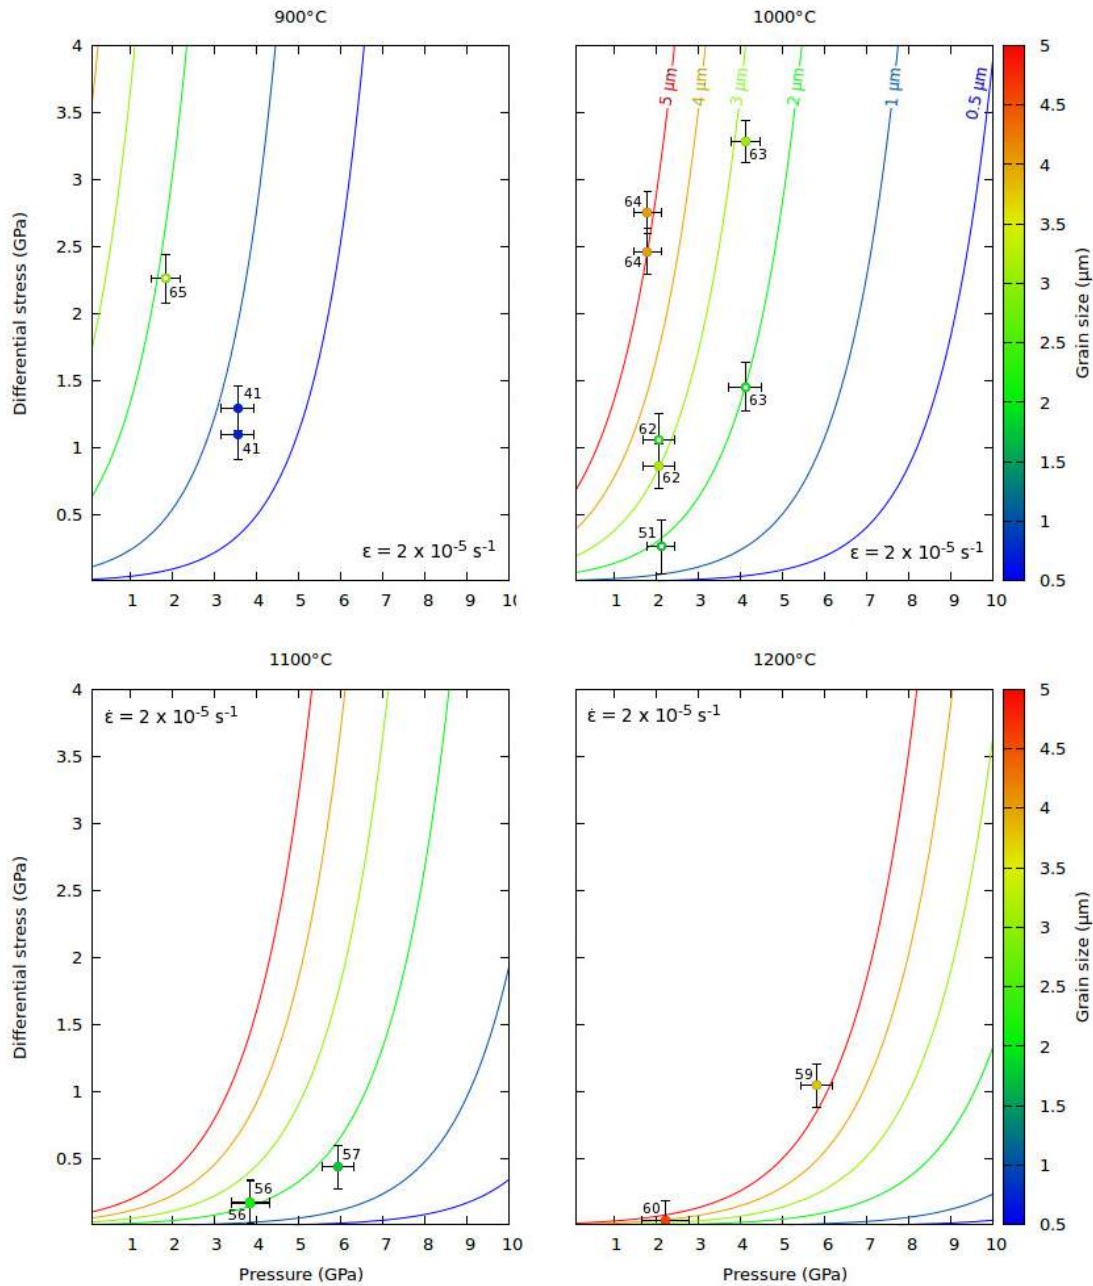 900°C
1000°C
4
3.5
3
2.5
2
1.5
1
0.5
Differential stress (GPa)
65
41
41
ε = 2 x 10-5 s-1
1 2 3 4 5 6 7 8 9 10
5 μm
4 μm
3 μm
2 μm
1 μm
0.5 μm
63
64
64
63
62
62
51
ε = 2 x 10-5 s-1
1 2 3 4 5 6 7 8 9 10
5
4.5
4
3.5
3
2.5
2
1.5
1
0.5
Grain size (μm)
1100°C
1200°C
4
3.5
3
2.5
2
1.5
1
0.5
Differential stress (GPa)
ε̇ = 2 x 10-5 s-1
57
56
56
1 2 3 4 5 6 7 8 9 10
Pressure (GPa)
ε̇ = 2 x 10-5 s-1
59
60
1 2 3 4 5 6 7 8 9 10
Pressure (GPa)
5
4.5
4
3.5
3
2.5
2
1.5
1
0.5
Grain size (μm)